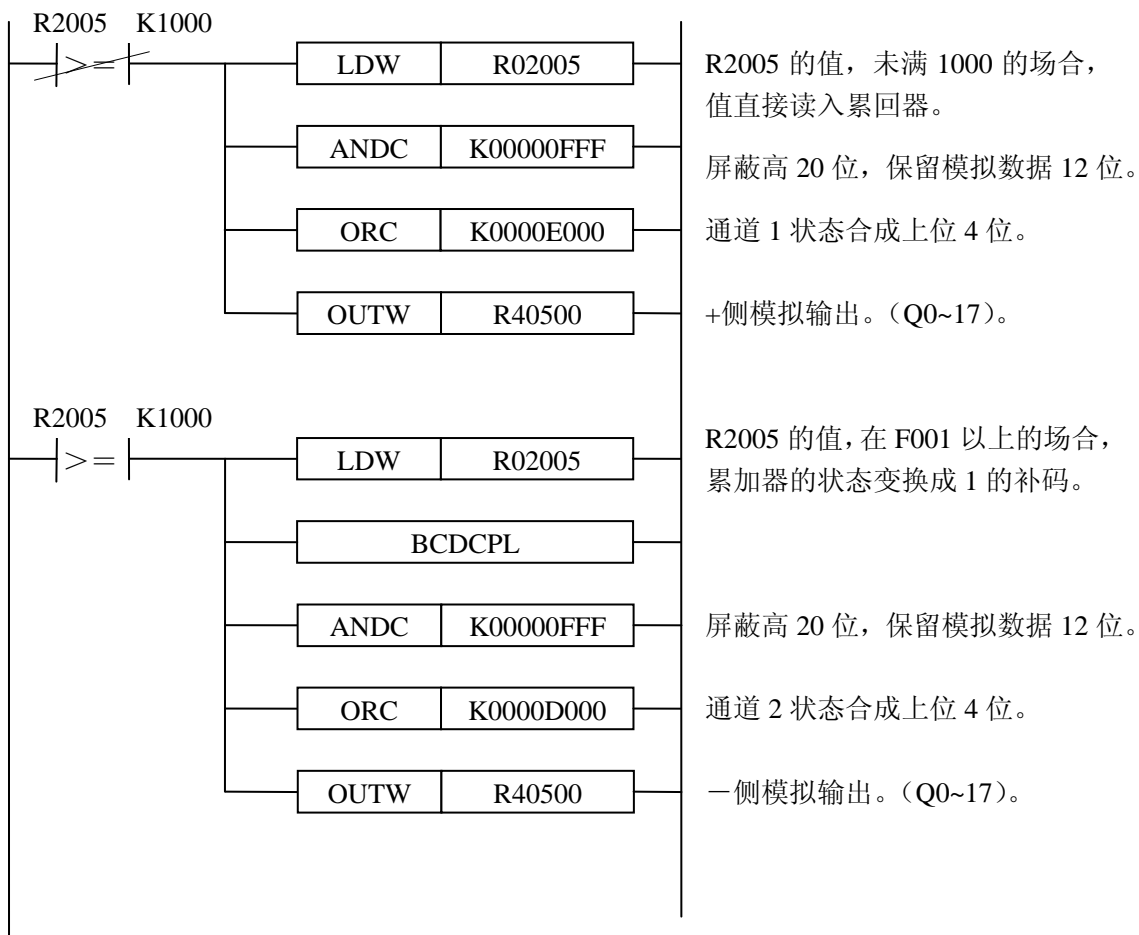 R2005 K1000
>=
LDW R02005
R2005 的值，未满 1000 的场合，
值直接读入累回器。
ANDC K00000FFF
屏蔽高 20 位，保留模拟数据 12 位。
ORC K0000E000
通道 1 状态合成上位 4 位。
OUTW R40500
+侧模拟输出。（Q0~17）。
R2005 K1000
>=
LDW R02005
R2005 的值，在 F001 以上的场合，
累加器的状态变换成 1 的补码。
BCDCPL
ANDC K00000FFF
屏蔽高 20 位，保留模拟数据 12 位。
ORC K0000D000
通道 2 状态合成上位 4 位。
OUTW R40500
－侧模拟输出。（Q0~17）。